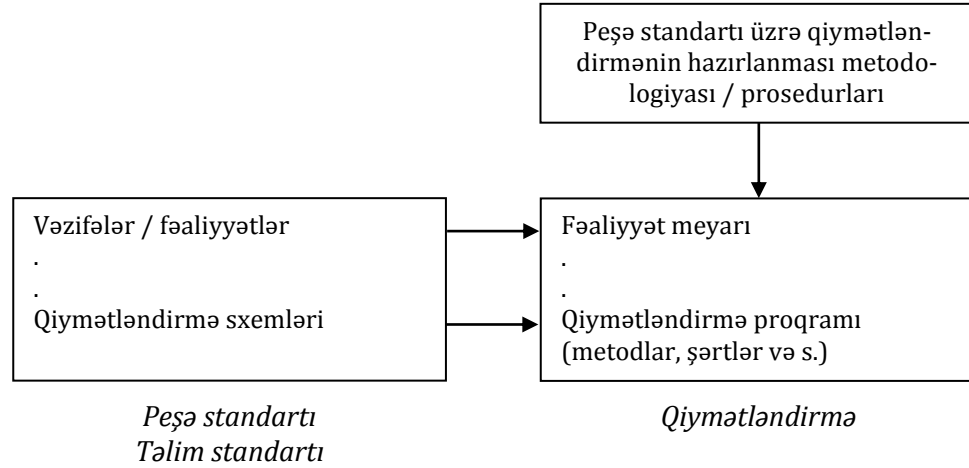 Peşə standartı üzrə qiymətlən-
dirmənin hazırlanması metodo-
logiyası / prosedurları
Vəzifələr / fəaliyyətlər
.
.
Qiymətləndirmə sxemləri
Fəaliyyət meyarı
.
.
Qiymətləndirmə proqramı
(metodlar, şərtlər və s.)
Peşə standartı
Təlim standartı
Qiymətləndirmə